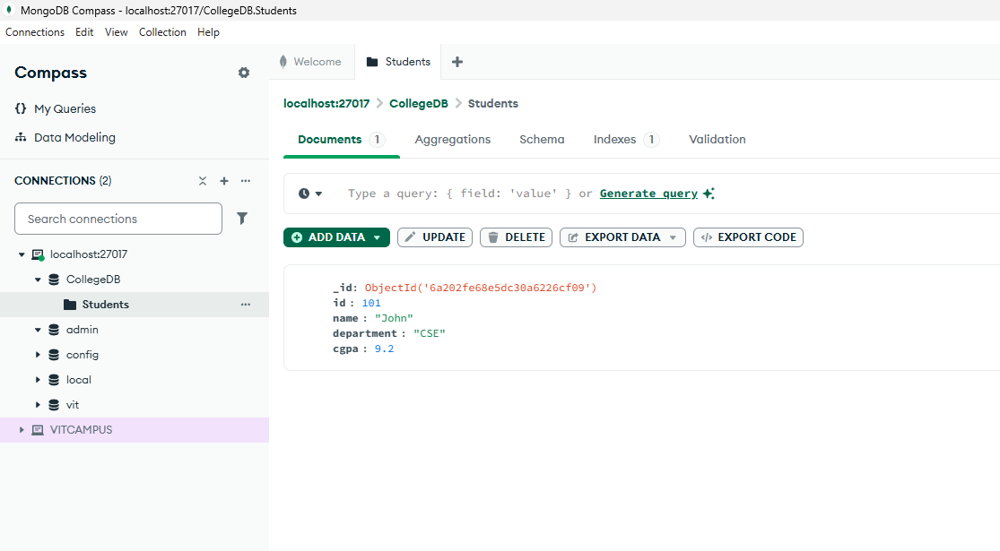 MongoDB Compass - localhost:27017/CollegeDB.Students
Connections Edit View Collection Help
Compass
{} My Queries
Data Modeling
CONNECTIONS (2)
Search connections
localhost:27017
CollegeDB
Students
admin
config
local
vit
VITCAMPUS
Welcome
Students
localhost:27017 > CollegeDB > Students
Documents 1 Aggregations Schema Indexes 1 Validation
Type a query: { field: 'value' } or Generate query
ADD DATA UPDATE DELETE EXPORT DATA </> EXPORT CODE
_id: ObjectId('6a202fe68e5dc30a6226cf09')
id : 101
name : "John"
department : "CSE"
cgpa : 9.2